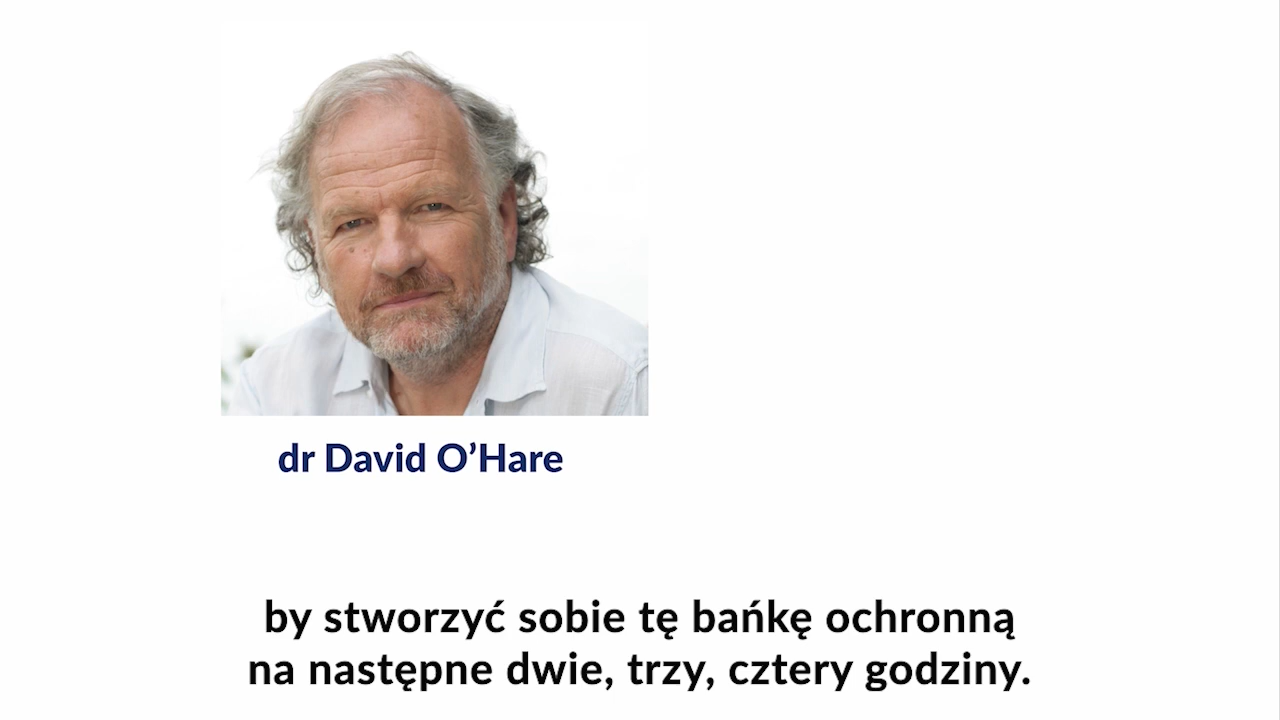 dr David O’Hare
by stworzyć sobie tę bańkę ochronną
na następne dwie, trzy, cztery godziny.